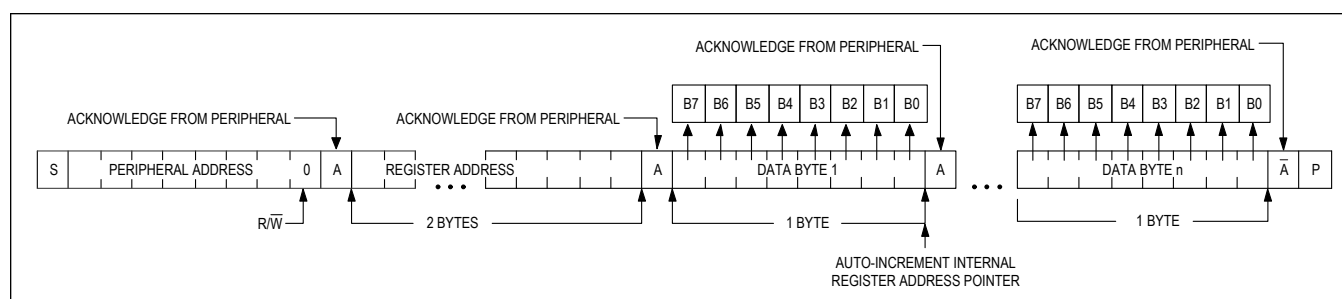 ACKNOWLEDGE FROM PERIPHERAL ACKNOWLEDGE FROM PERIPHERAL
B7 B6 B5 B4 B3 B2 B1 B0 B7 B6 B5 B4 B3 B2 B1 B0
ACKNOWLEDGE FROM PERIPHERAL ACKNOWLEDGE FROM PERIPHERAL
S PERIPHERAL ADDRESS 0 A REGISTER ADDRESS A DATA BYTE 1 A DATA BYTE n A̅ P
R/W̅ 2 BYTES 1 BYTE 1 BYTE
AUTO-INCREMENT INTERNAL
REGISTER ADDRESS POINTER